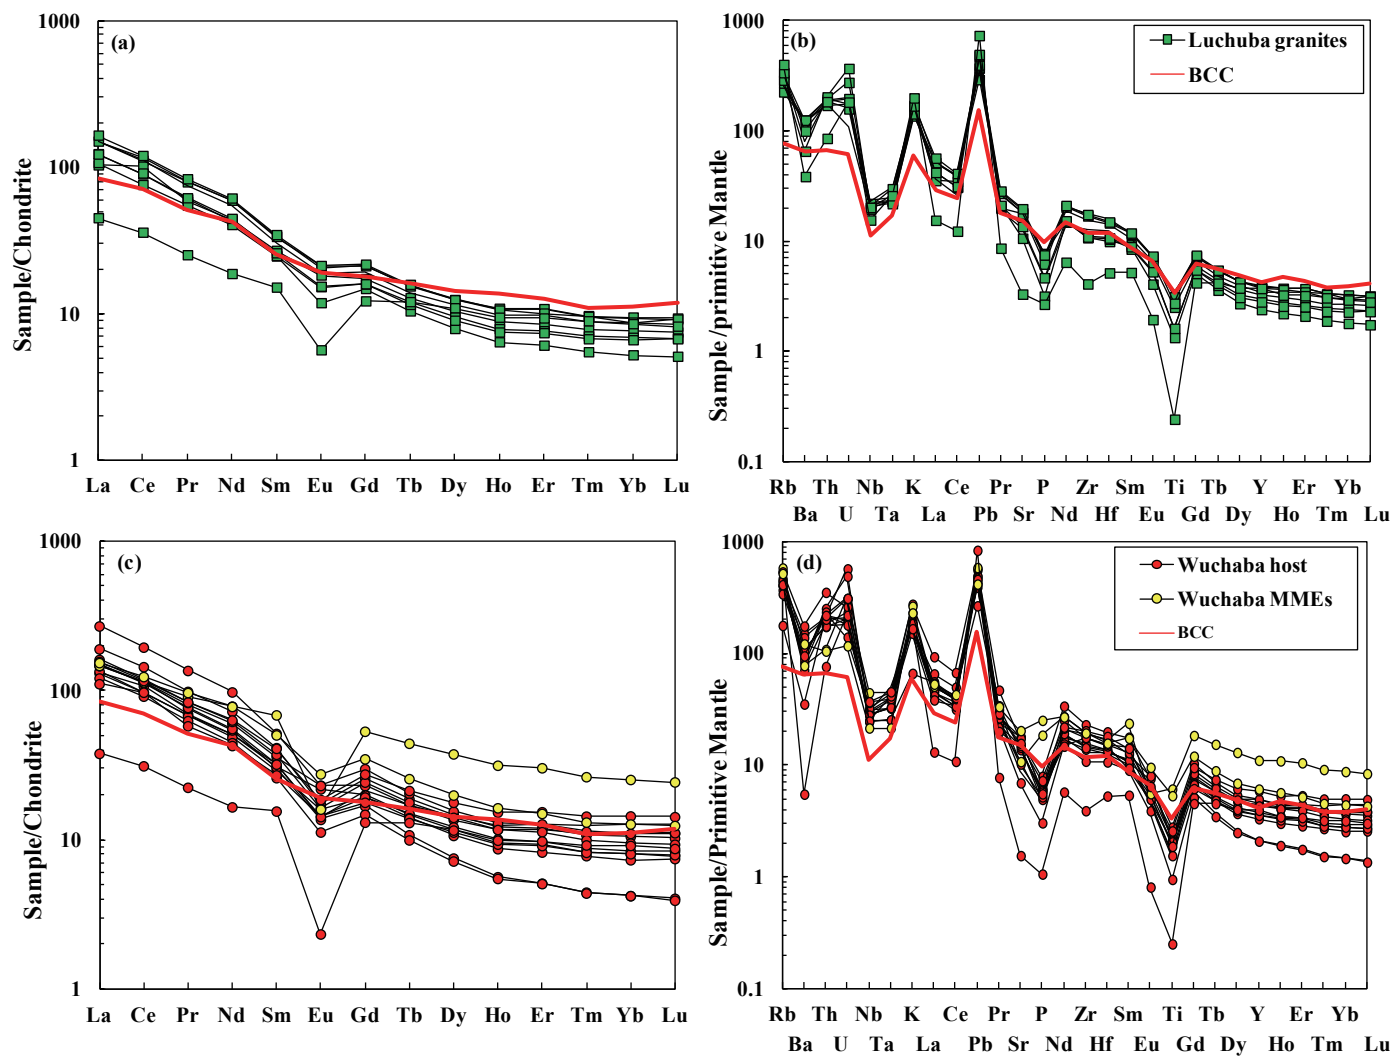 (a)
Sample/Chondrite
1000
100
10
1
La Ce Pr Nd Sm Eu Gd Tb Dy Ho Er Tm Yb Lu
(b)
Luchuba granites
BCC
Sample/primitive Mantle
1000
100
10
1
0.1
Rb Th Nb K Ce Pr P Zr Sm Ti Tb Y Er Yb
Ba U Ta La Pb Sr Nd Hf Eu Gd Dy Ho Tm Lu
(c)
Sample/Chondrite
1000
100
10
1
La Ce Pr Nd Sm Eu Gd Tb Dy Ho Er Tm Yb Lu
(d)
Wuchaba host
Wuchaba MMEs
BCC
Sample/Primitive Mantle
1000
100
10
1
0.1
Rb Th Nb K Ce Pr P Zr Sm Ti Tb Y Er Yb
Ba U Ta La Pb Sr Nd Hf Eu Gd Dy Ho Tm Lu